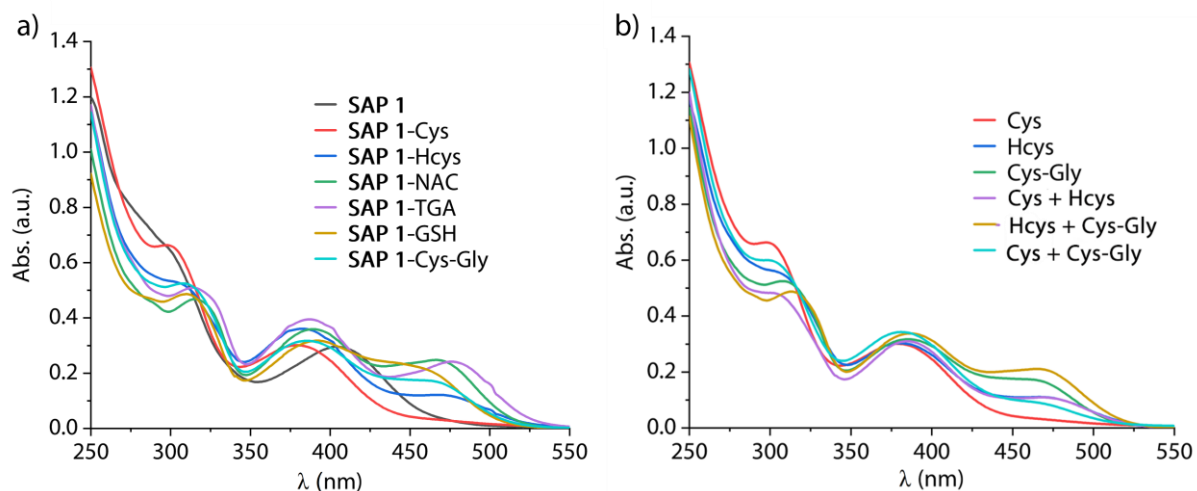 a)
1.4
1.2
1.0
0.8
0.6
0.4
0.2
0.0
Abs. (a.u.)
250 300 350 400 450 500 550
λ (nm)
SAP 1
SAP 1-Cys
SAP 1-Hcys
SAP 1-NAC
SAP 1-TGA
SAP 1-GSH
SAP 1-Cys-Gly
b)
1.4
1.2
1.0
0.8
0.6
0.4
0.2
0.0
Abs. (a.u.)
250 300 350 400 450 500 550
λ (nm)
Cys
Hcys
Cys-Gly
Cys + Hcys
Hcys + Cys-Gly
Cys + Cys-Gly